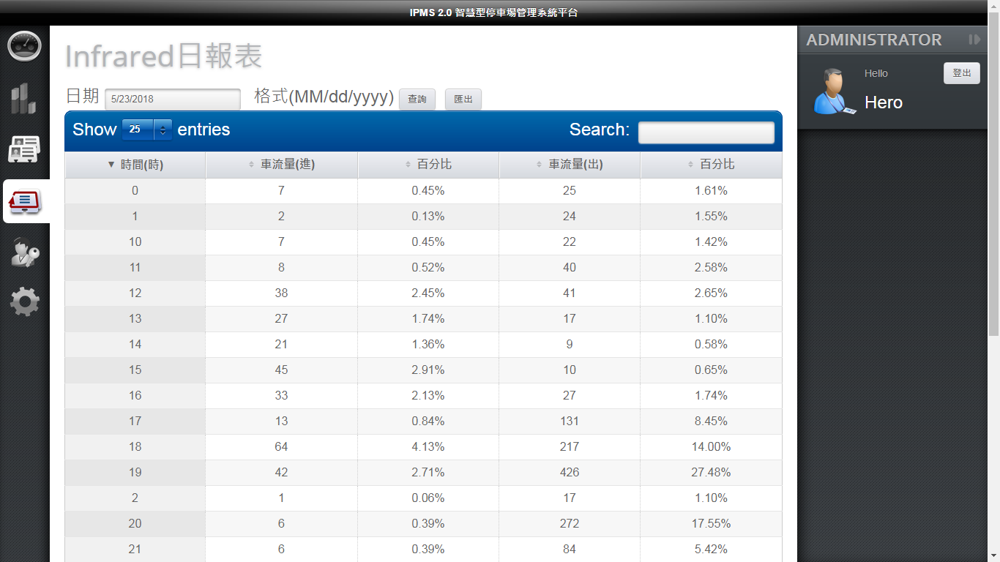 IPMS 2.0 智慧型停車場管理系統平台
ADMINISTRATOR
Hello
登出
Hero
Infrared日報表
日期 5/23/2018 格式(MM/dd/yyyy) 查詢 匯出
Show 25 entries Search:
時間(時) 車流量(進) 百分比 車流量(出) 百分比
0 7 0.45% 25 1.61%
1 2 0.13% 24 1.55%
10 7 0.45% 22 1.42%
11 8 0.52% 40 2.58%
12 38 2.45% 41 2.65%
13 27 1.74% 17 1.10%
14 21 1.36% 9 0.58%
15 45 2.91% 10 0.65%
16 33 2.13% 27 1.74%
17 13 0.84% 131 8.45%
18 64 4.13% 217 14.00%
19 42 2.71% 426 27.48%
2 1 0.06% 17 1.10%
20 6 0.39% 272 17.55%
21 6 0.39% 84 5.42%